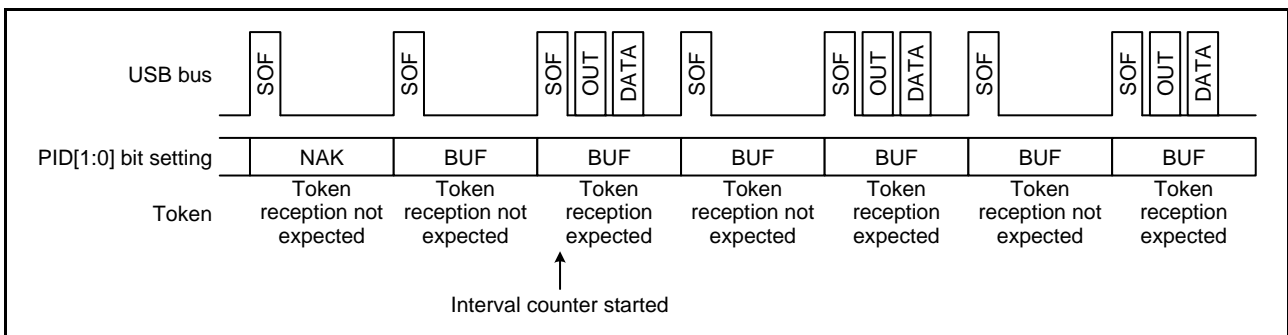 USB bus
SOF
SOF
SOF
OUT
DATA
SOF
SOF
OUT
DATA
SOF
SOF
OUT
DATA
PID[1:0] bit setting
NAK
BUF
BUF
BUF
BUF
BUF
BUF
Token
Token
reception not
expected
Token
reception not
expected
Token
reception
expected
Token
reception not
expected
Token
reception
expected
Token
reception not
expected
Token
reception
expected
Interval counter started